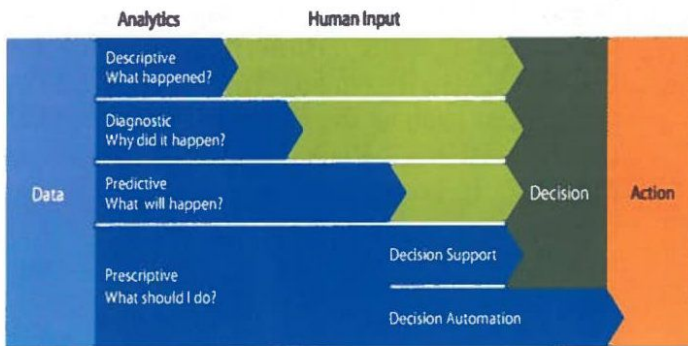 Analytics
Human Input
Descriptive
What happened?
Diagnostic
Why did it happen?
Predictive
What will happen?
Data
Decision
Action
Decision Support
Prescriptive
What should I do?
Decision Automation